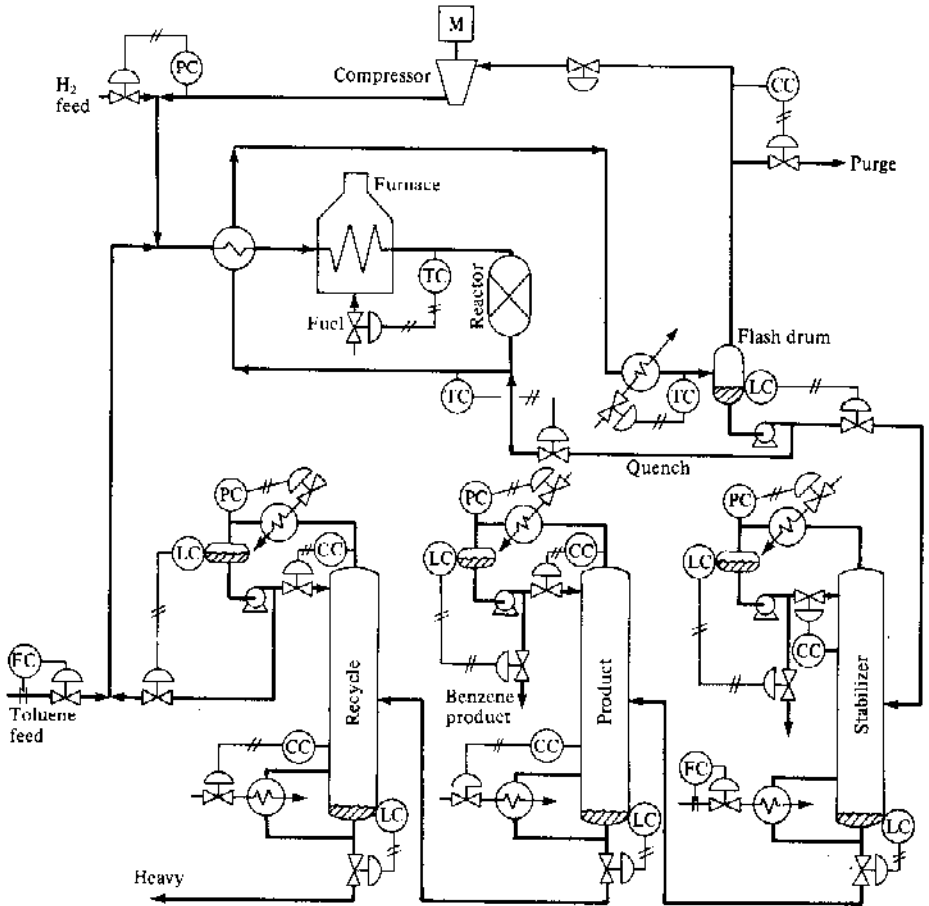 M
PC
Compressor
CC
H₂
feed
Purge
Furnace
TC
Reactor
Fuel
Flash drum
LC
TC
TC
Quench
PC
PC
PC
LC
CC
LC
CC
LC
FC
CC
Toluene
feed
Recycle
Benzene
product
Product
Stabilizer
CC
CC
FC
LC
LC
LC
Heavy